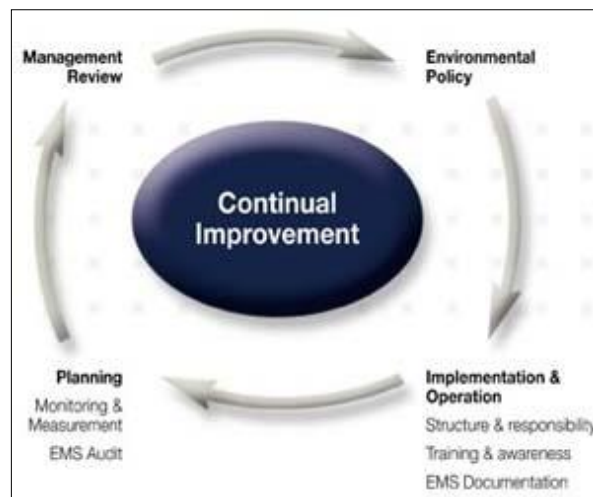 Management
Review
Environmental
Policy
Continual
Improvement
Planning
Monitoring &
Measurement
EMS Audit
Implementation &
Operation
Structure & responsibility
Training & awareness
EMS Documentation